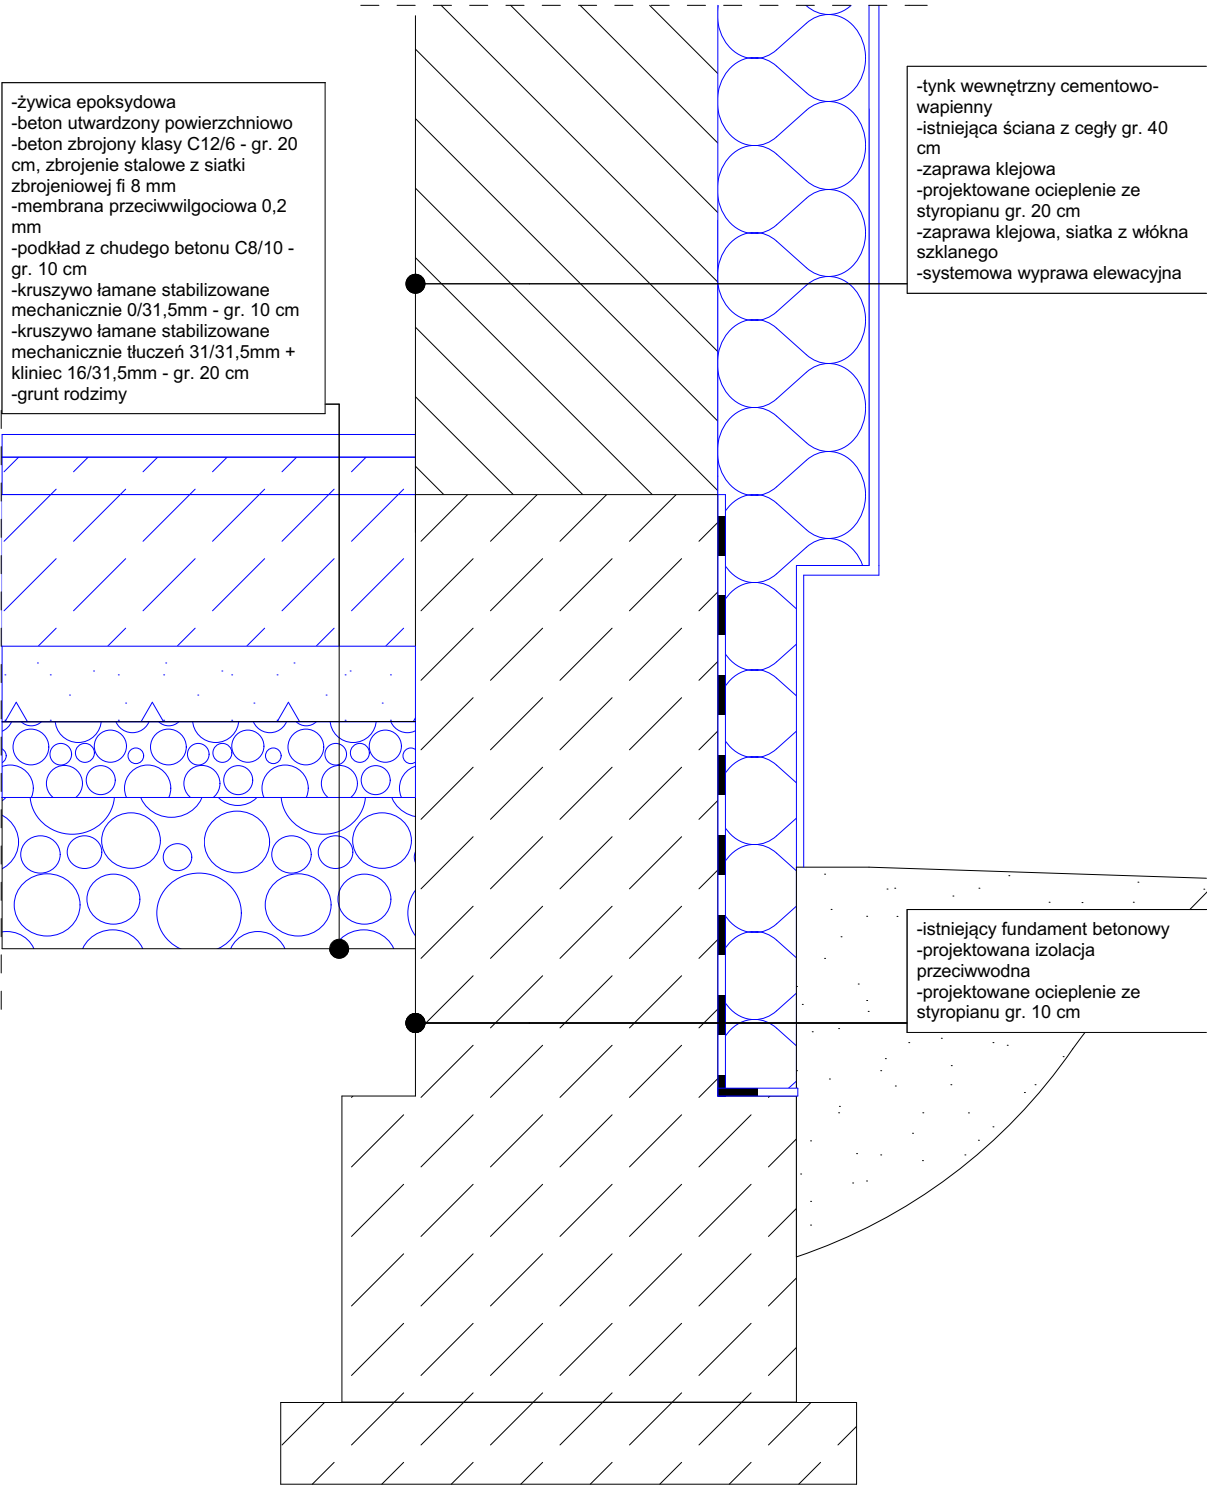 -żywica epoksydowa
-beton utwardzony powierzchniowo
-beton zbrojony klasy C12/6 - gr. 20
cm, zbrojenie stalowe z siatki
zbrojeniowej fi 8 mm
-membrana przeciwwilgociowa 0,2
mm
-podkład z chudego betonu C8/10 -
gr. 10 cm
-kruszywo łamane stabilizowane
mechanicznie 0/31,5mm - gr. 10 cm
-kruszywo łamane stabilizowane
mechanicznie tłuczeń 31/31,5mm +
kliniec 16/31,5mm - gr. 20 cm
-grunt rodzimy
-tynk wewnętrzny cementowo-
wapienny
-istniejąca ściana z cegły gr. 40
cm
-zaprawa klejowa
-projektowane ocieplenie ze
styropianu gr. 20 cm
-zaprawa klejowa, siatka z włókna
szklanego
-systemowa wyprawa elewacyjna
-istniejący fundament betonowy
-projektowana izolacja
przeciwwodna
-projektowane ocieplenie ze
styropianu gr. 10 cm